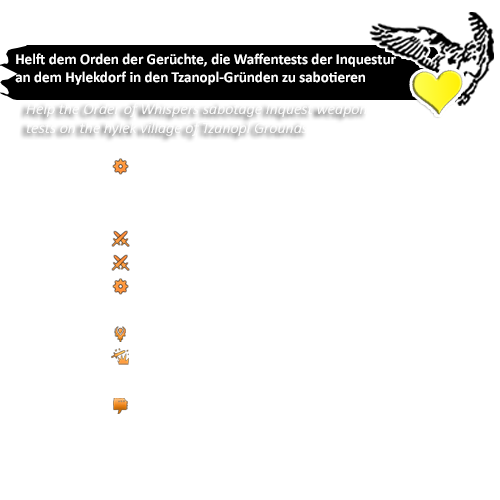 Helft dem Orden der Gerüchte, die Waffentests der Inquestur
an dem Hylekdorf in den Tzanopl-Gründen zu sabotieren
Help the Order of Whispers sabotage Inquest weapon
tests on the hylek village of Tzanopl Grounds.